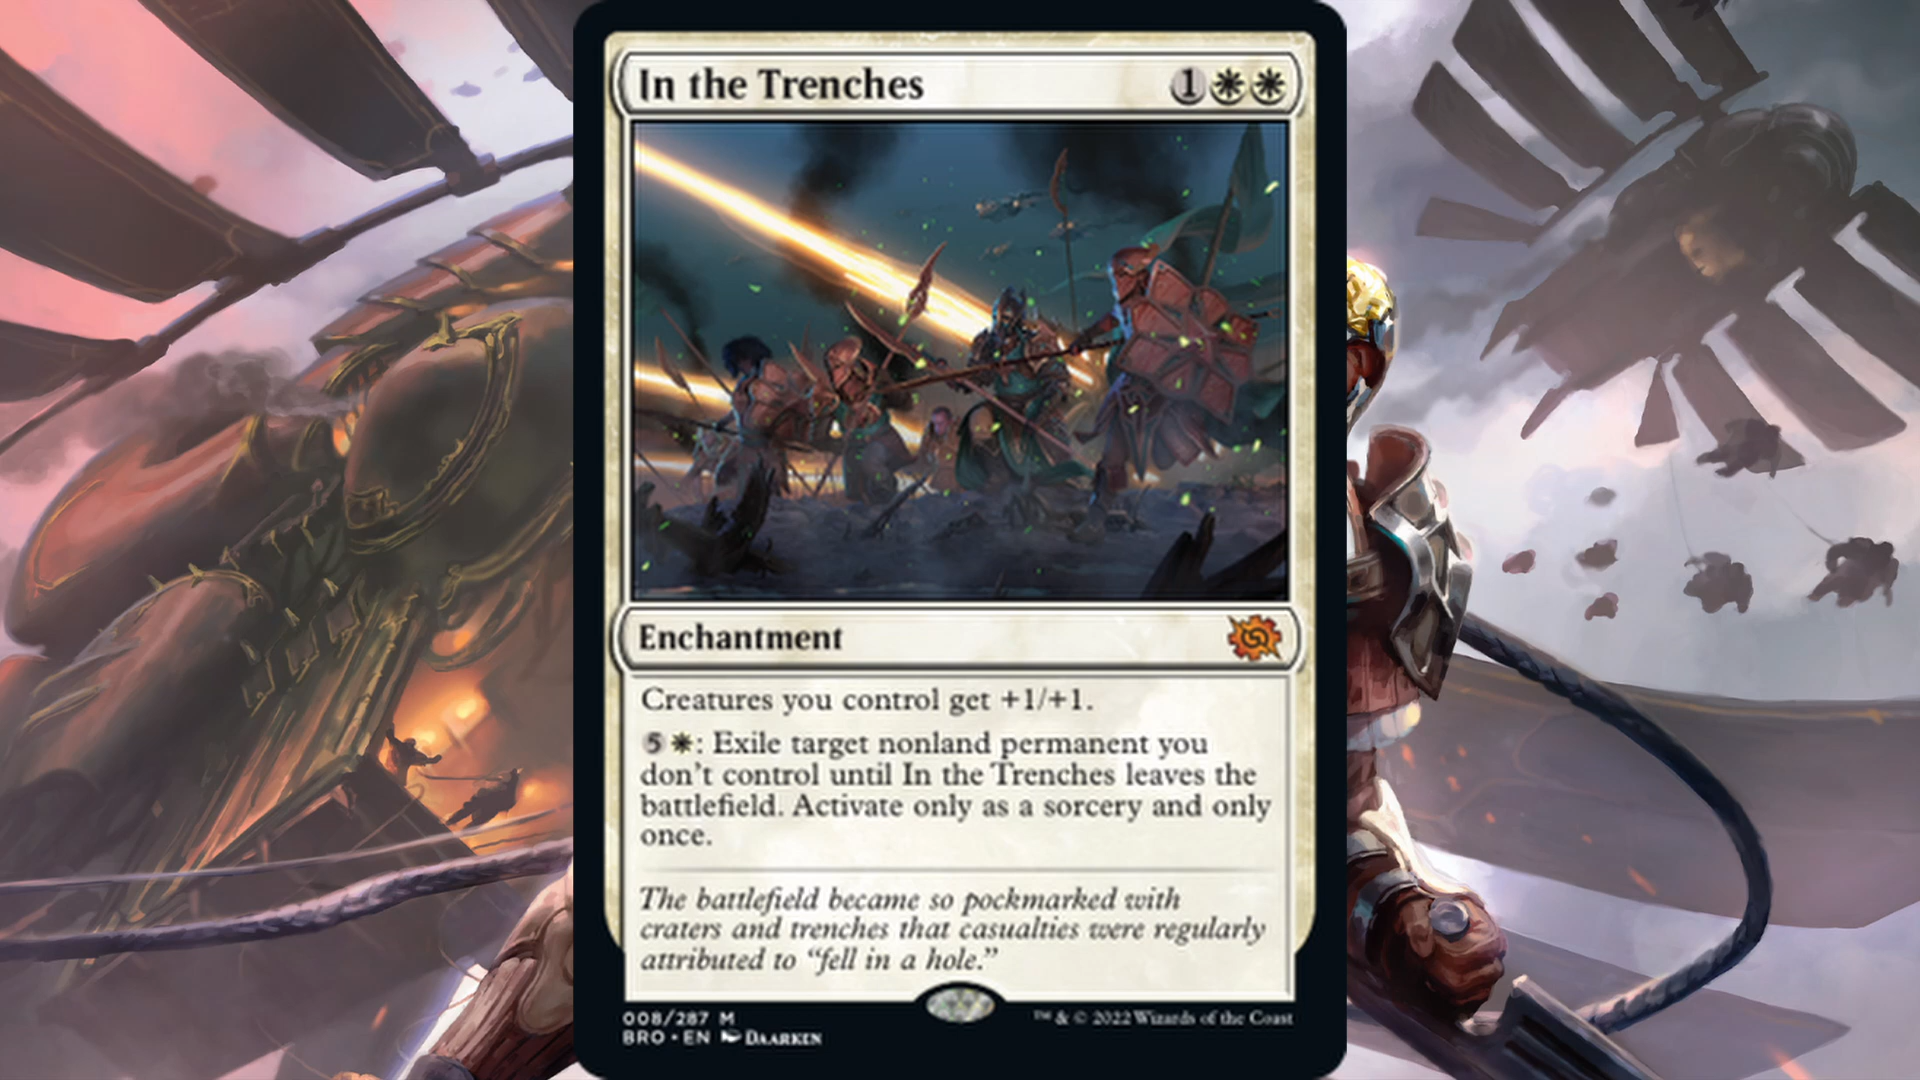 In the Trenches 1
Enchantment
Creatures you control get +1/+1.
5 : Exile target nonland permanent you
don't control until In the Trenches leaves the
battlefield. Activate only as a sorcery and only
once.
The battlefield became so pockmarked with
craters and trenches that casualties were regularly
attributed to “fell in a hole.”
008/287 M
BRO • EN DAARKEN
™ & © 2022 Wizards of the Coast